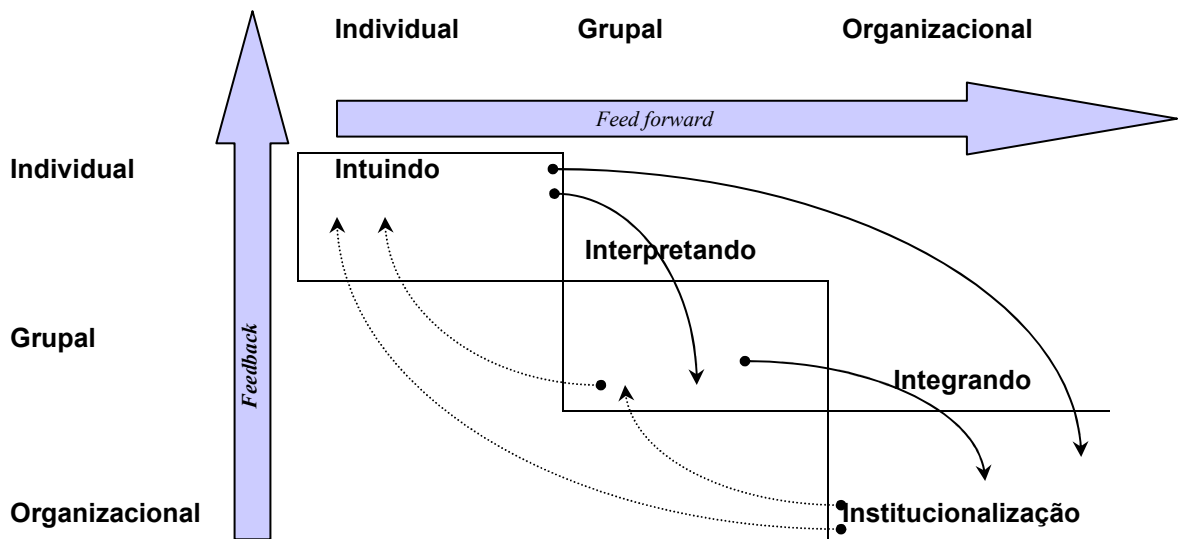 Individual Grupal Organizacional
Feed forward
Individual Intuindo
Interpretando
Grupal
Feedback
Integrando
Organizacional Institucionalização